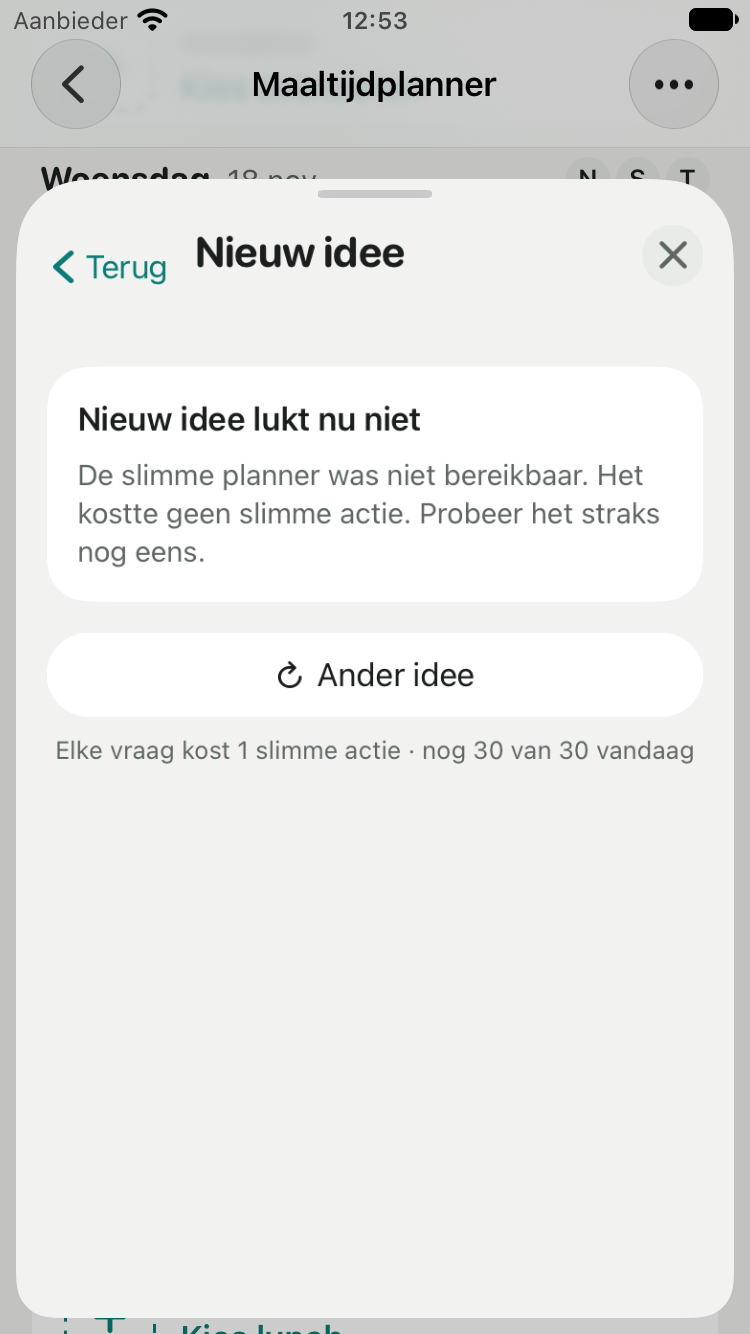 Aanbieder 12:53
Maaltijdplanner
Woensdag 18 nov N S T
Terug Nieuw idee
Nieuw idee lukt nu niet
De slimme planner was niet bereikbaar. Het
kostte geen slimme actie. Probeer het straks
nog eens.
Ander idee
Elke vraag kost 1 slimme actie · nog 30 van 30 vandaag
Kies lunch